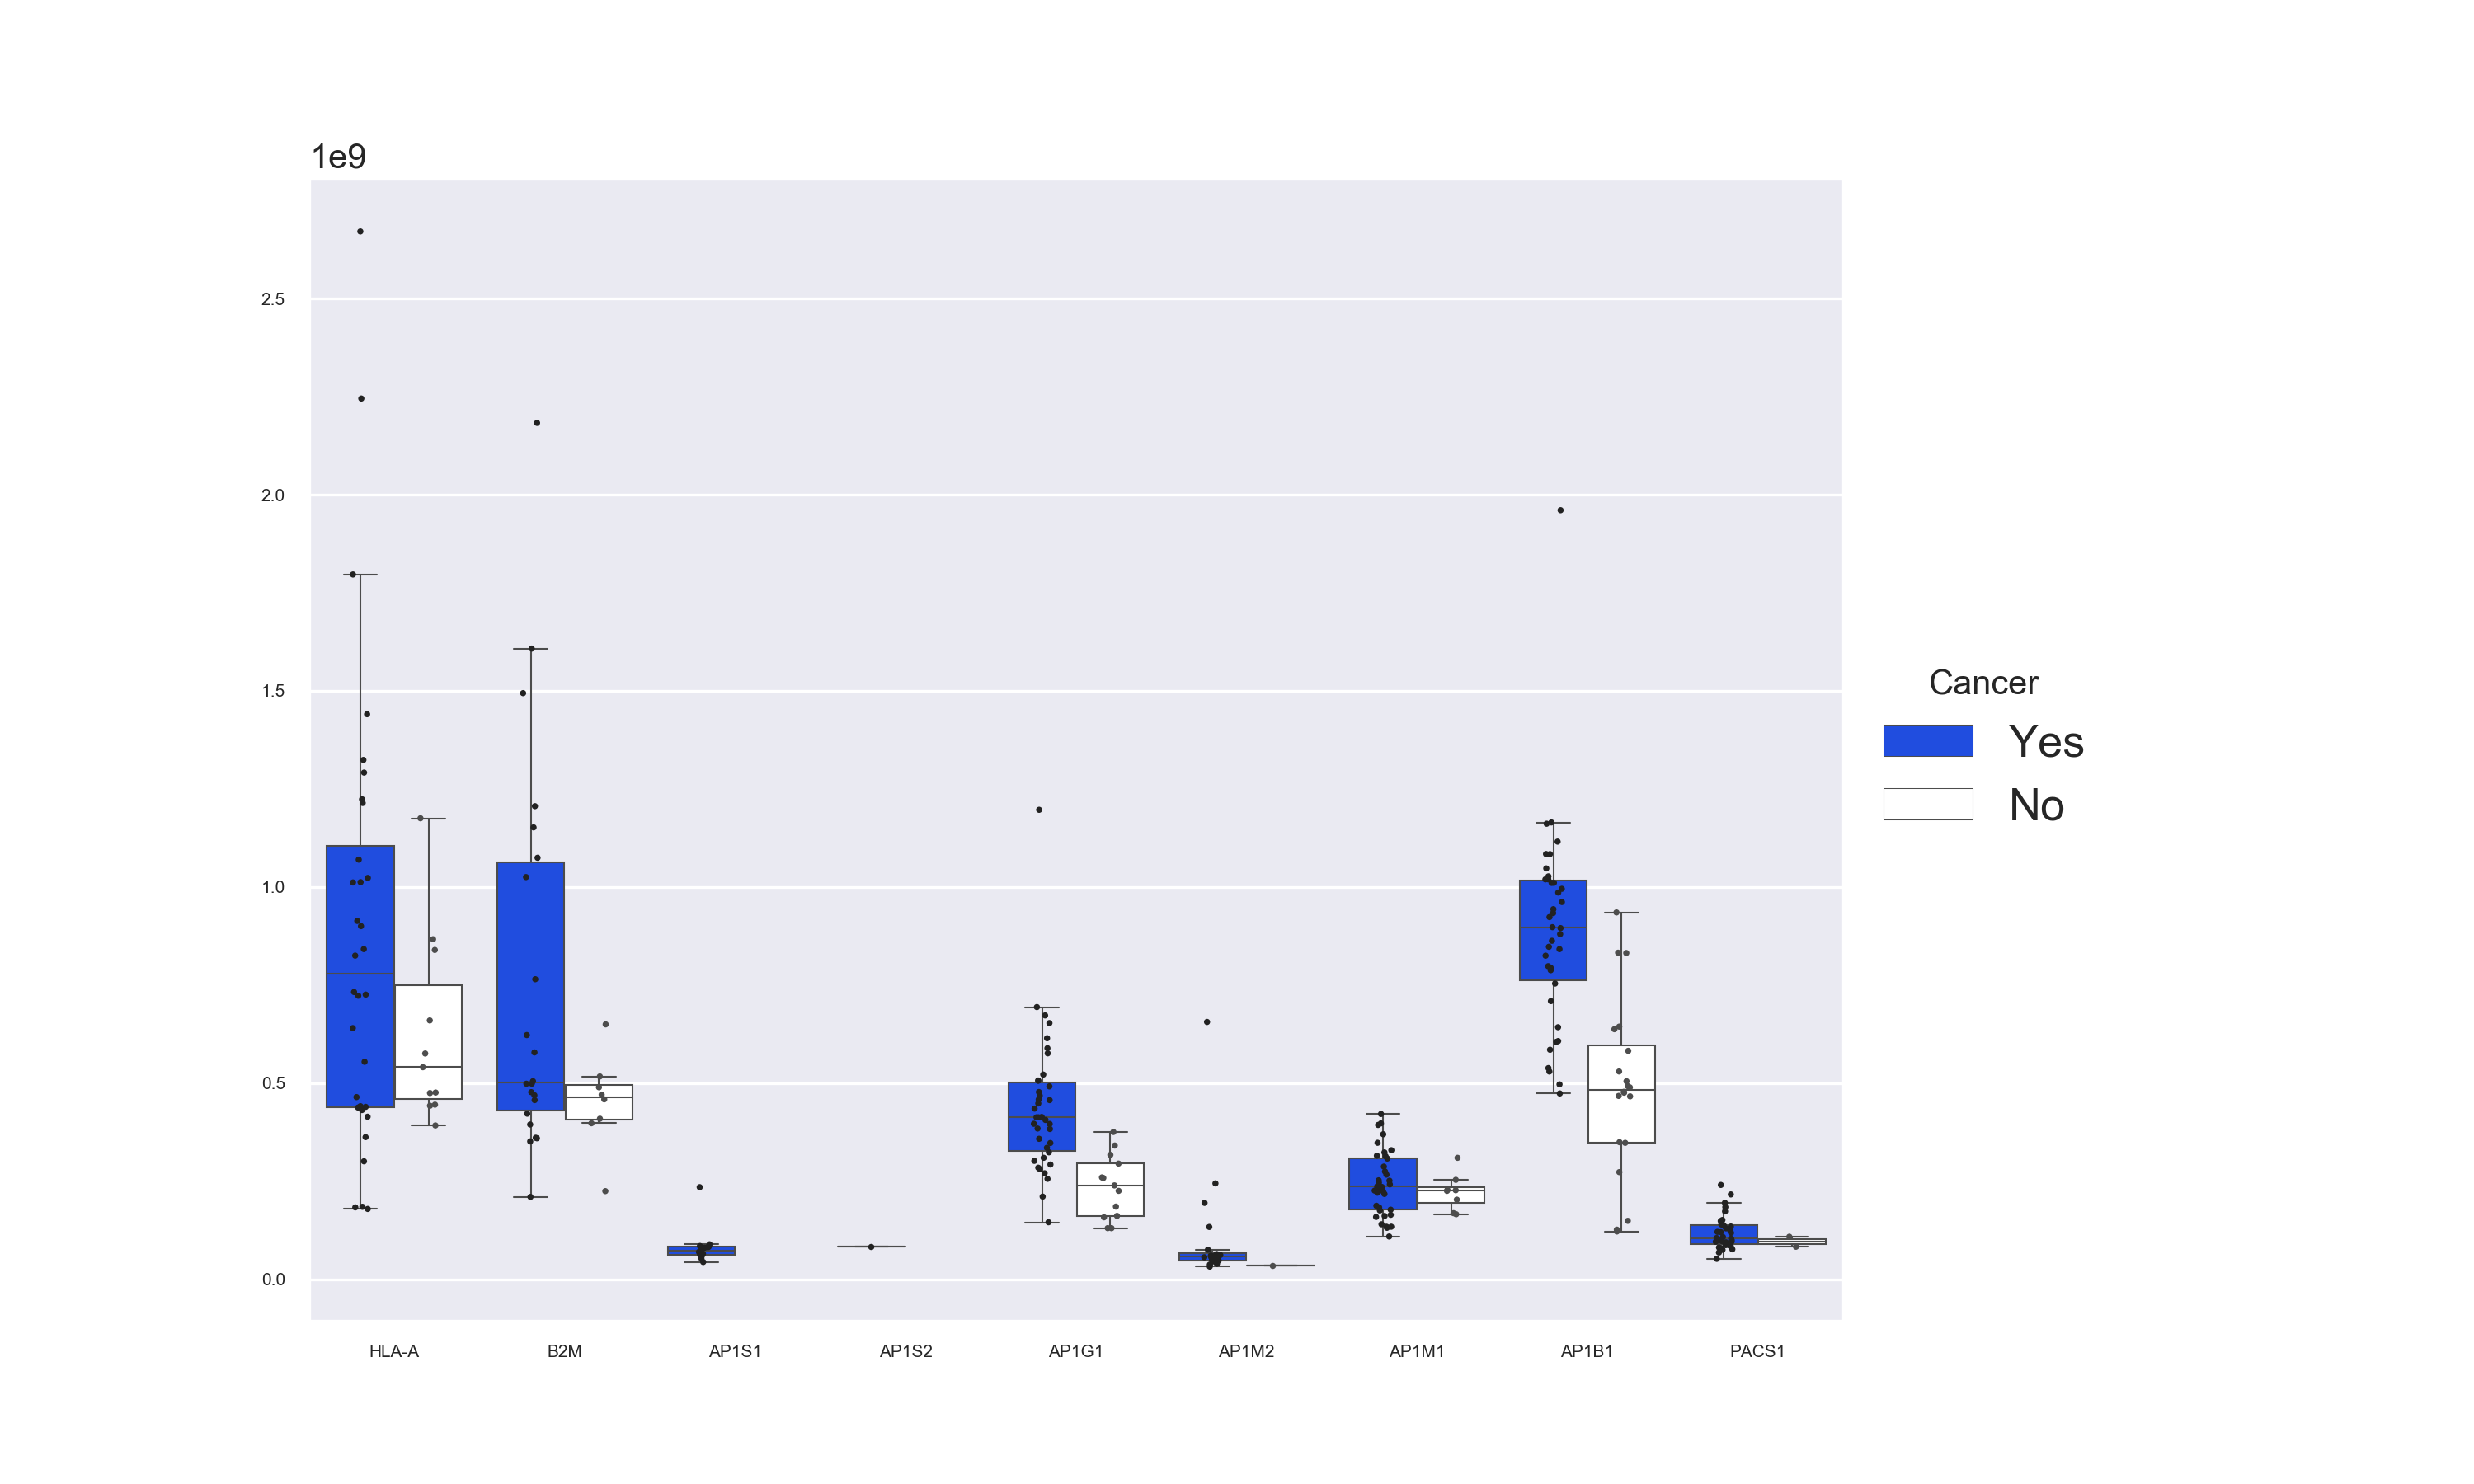 1e9
2.5
2.0
1.5
1.0
0.5
0.0
HLA-A B2M AP1S1 AP1S2 AP1G1 AP1M2 AP1M1 AP1B1 PACS1
Cancer
Yes
No